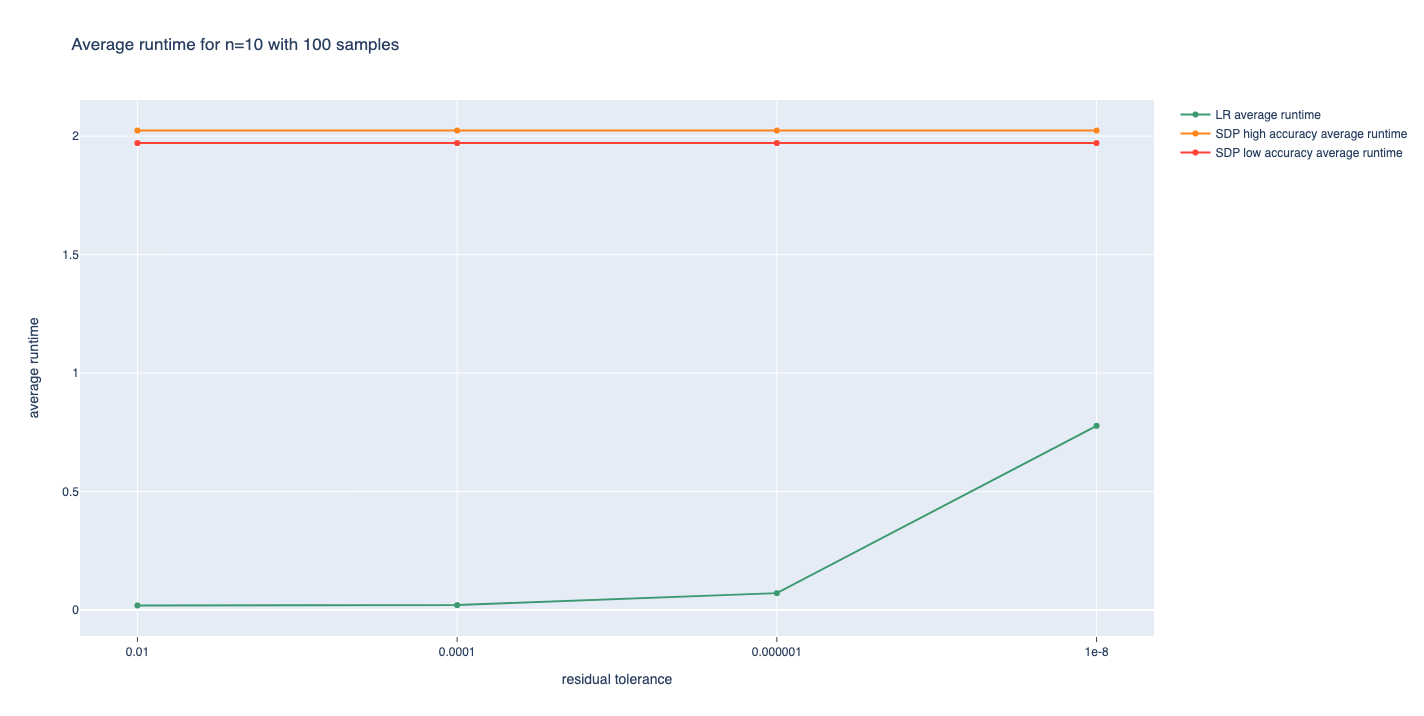 Average runtime for n=10 with 100 samples
LR average runtime
SDP high accuracy average runtime
SDP low accuracy average runtime
average runtime
2
1.5
1
0.5
0
0.01
0.0001
0.000001
1e-8
residual tolerance